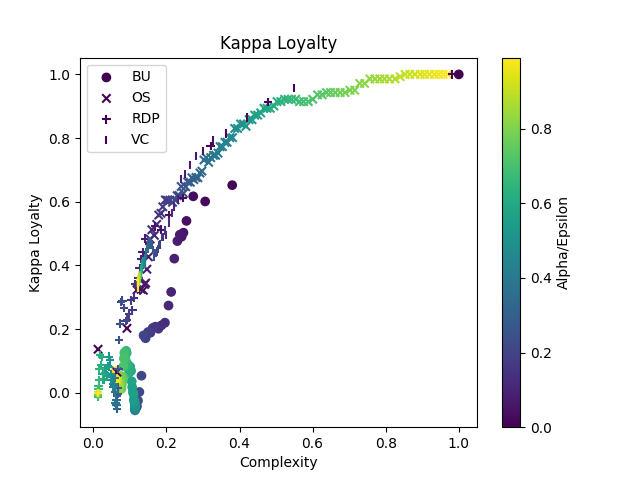 Kappa Loyalty
BU
OS
RDP
VC
1.0
0.8
0.6
0.4
0.2
0.0
Kappa Loyalty
0.0 0.2 0.4 0.6 0.8 1.0
Complexity
0.8
0.6
0.4
0.2
0.0
Alpha/Epsilon